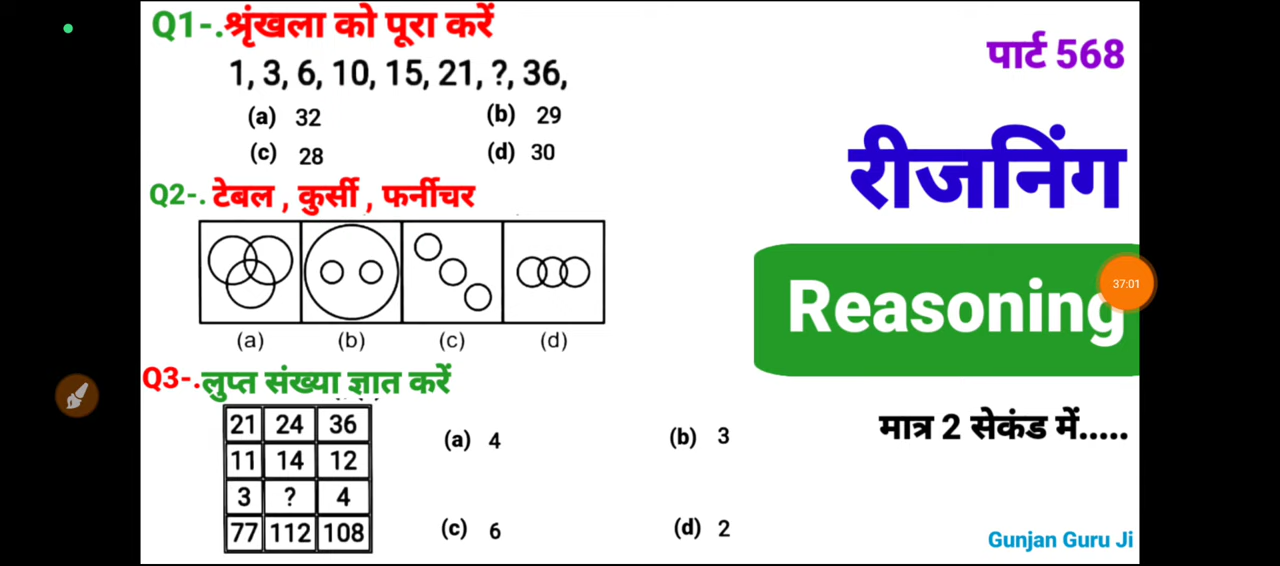 Q1-.श्रृंखला को पूरा करें
1, 3, 6, 10, 15, 21, ?, 36,
(a) 32 (b) 29
(c) 28 (d) 30
Q2-. टेबल , कुर्सी , फर्नीचर
(a) (b) (c) (d)
Q3-.लुप्त संख्या ज्ञात करें
21 24 36
11 14 12
3 ? 4
77 112 108
(a) 4 (b) 3
(c) 6 (d) 2
पार्ट 568
रीजनिंग
Reasoning
37:01
मात्र 2 सेकंड में.....
Gunjan Guru Ji